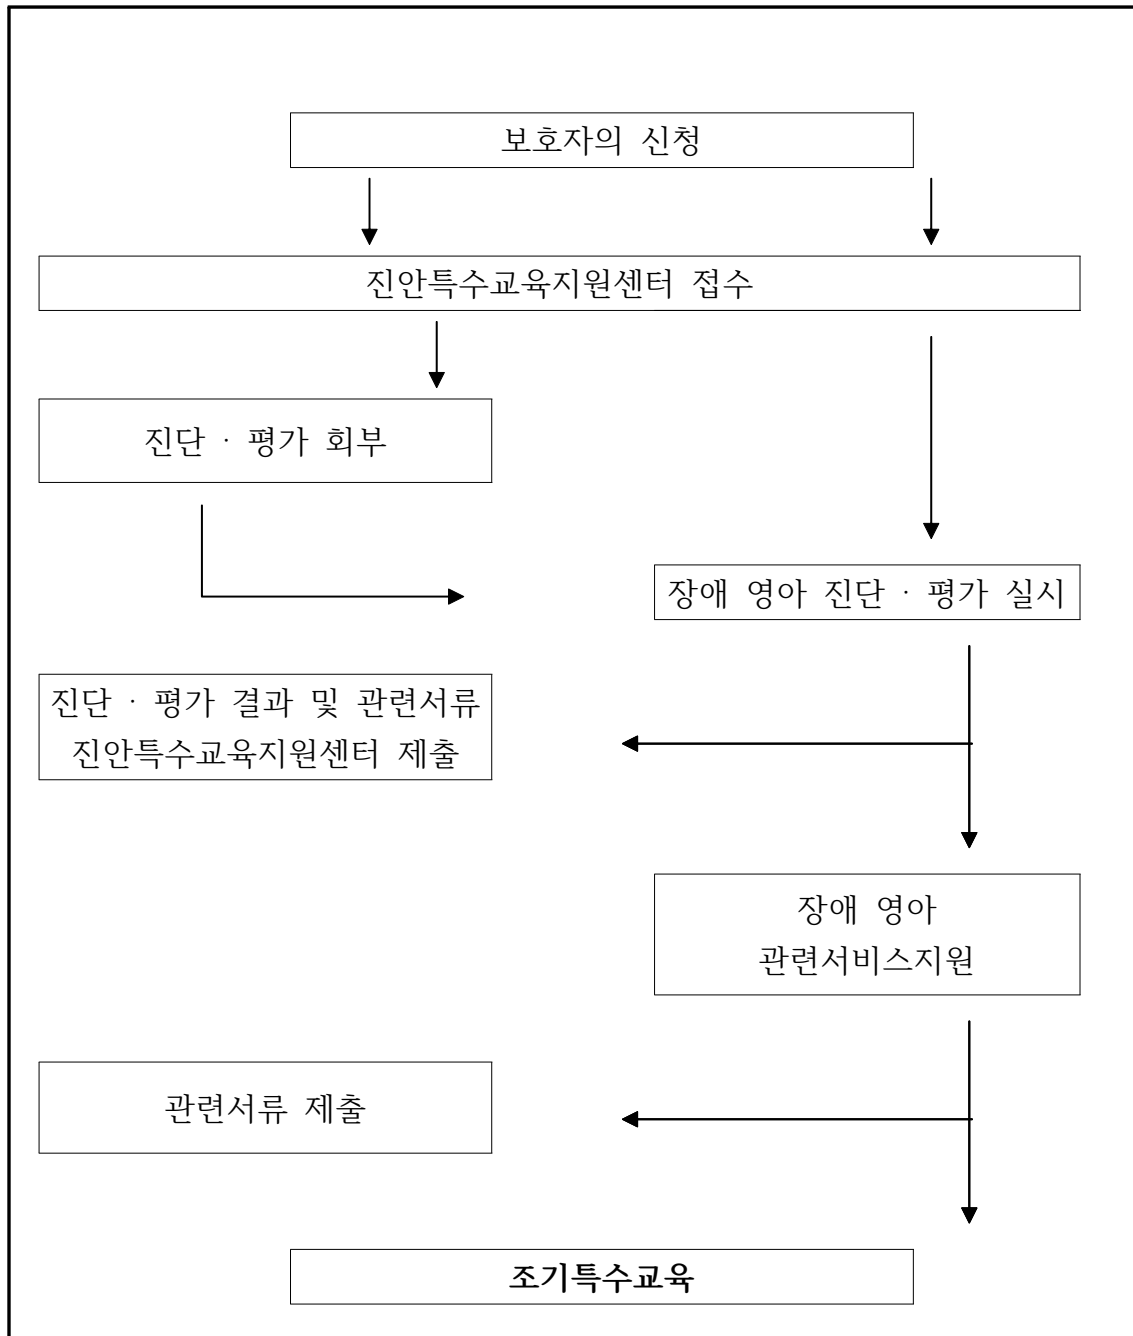 보호자의 신청
진안특수교육지원센터 접수
진단 · 평가 회부
장애 영아 진단 · 평가 실시
진단 · 평가 결과 및 관련서류
진안특수교육지원센터 제출
장애 영아
관련서비스지원
관련서류 제출
조기특수교육